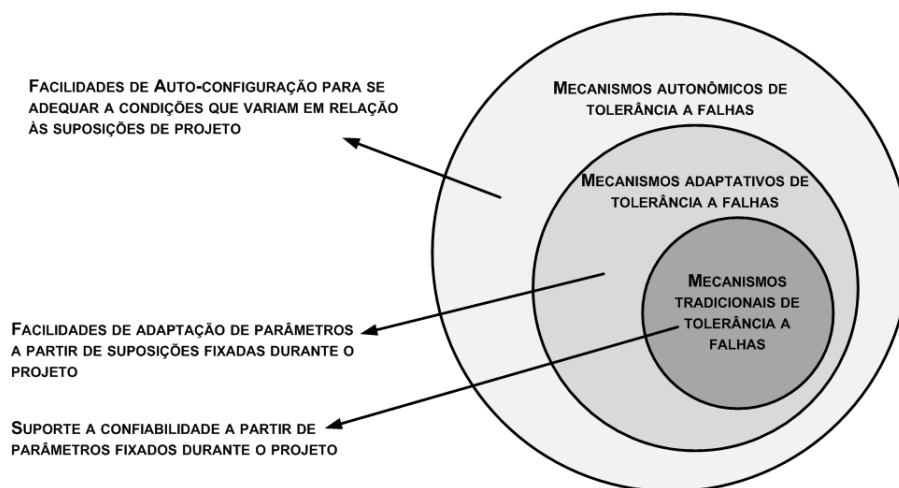 FACILIDADES DE AUTO-CONFIGURAÇÃO PARA SE
ADEQUAR A CONDIÇÕES QUE VARIAM EM RELAÇÃO
ÀS SUPOSIÇÕES DE PROJETO
MECANISMOS AUTONÔMICOS DE
TOLERÂNCIA A FALHAS
MECANISMOS ADAPTATIVOS DE
TOLERÂNCIA A FALHAS
MECANISMOS
TRADICIONAIS DE
TOLERÂNCIA A
FALHAS
FACILIDADES DE ADAPTAÇÃO DE PARÂMETROS
A PARTIR DE SUPOSIÇÕES FIXADAS DURANTE O
PROJETO
SUPORTE A CONFIABILIDADE A PARTIR DE
PARÂMETROS FIXADOS DURANTE O PROJETO